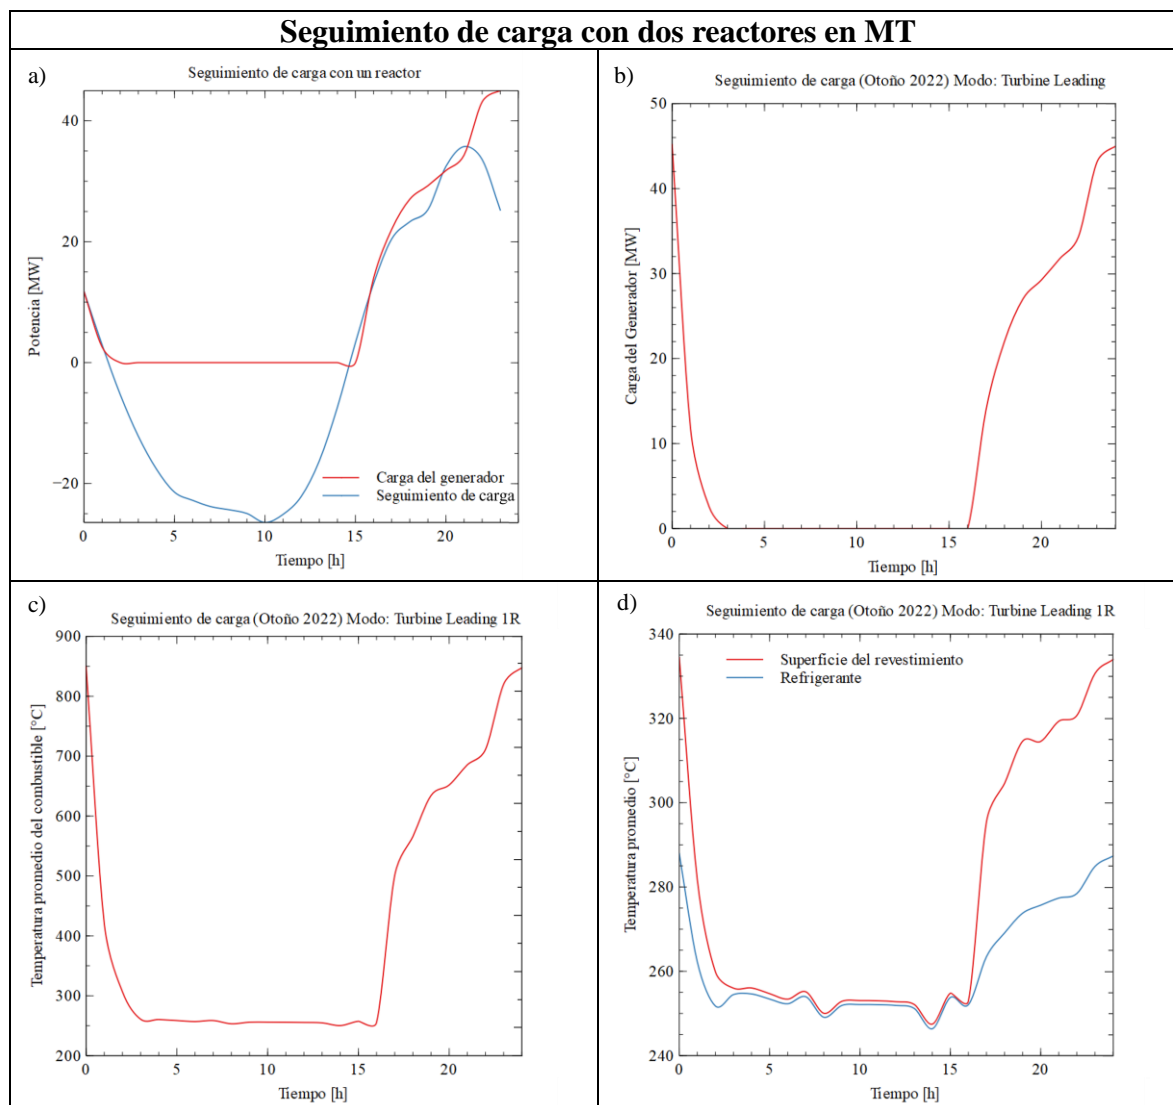 Seguimiento de carga con dos reactores en MT
a)
Seguimiento de carga con un reactor
40
20
0
−20
Potencia [MW]
Carga del generador
Seguimiento de carga
0 5 10 15 20
Tiempo [h]
b)
Seguimiento de carga (Otoño 2022) Modo: Turbine Leading
50
40
30
20
10
0
Carga del Generador [MW]
0 5 10 15 20
Tiempo [h]
c)
Seguimiento de carga (Otoño 2022) Modo: Turbine Leading 1R
900
800
700
600
500
400
300
200
Temperatura promedio del combustible [°C]
0 5 10 15 20
Tiempo [h]
d)
Seguimiento de carga (Otoño 2022) Modo: Turbine Leading 1R
340
320
300
280
260
240
Temperatura promedio [°C]
Superficie del revestimiento
Refrigerante
0 5 10 15 20
Tiempo [h]